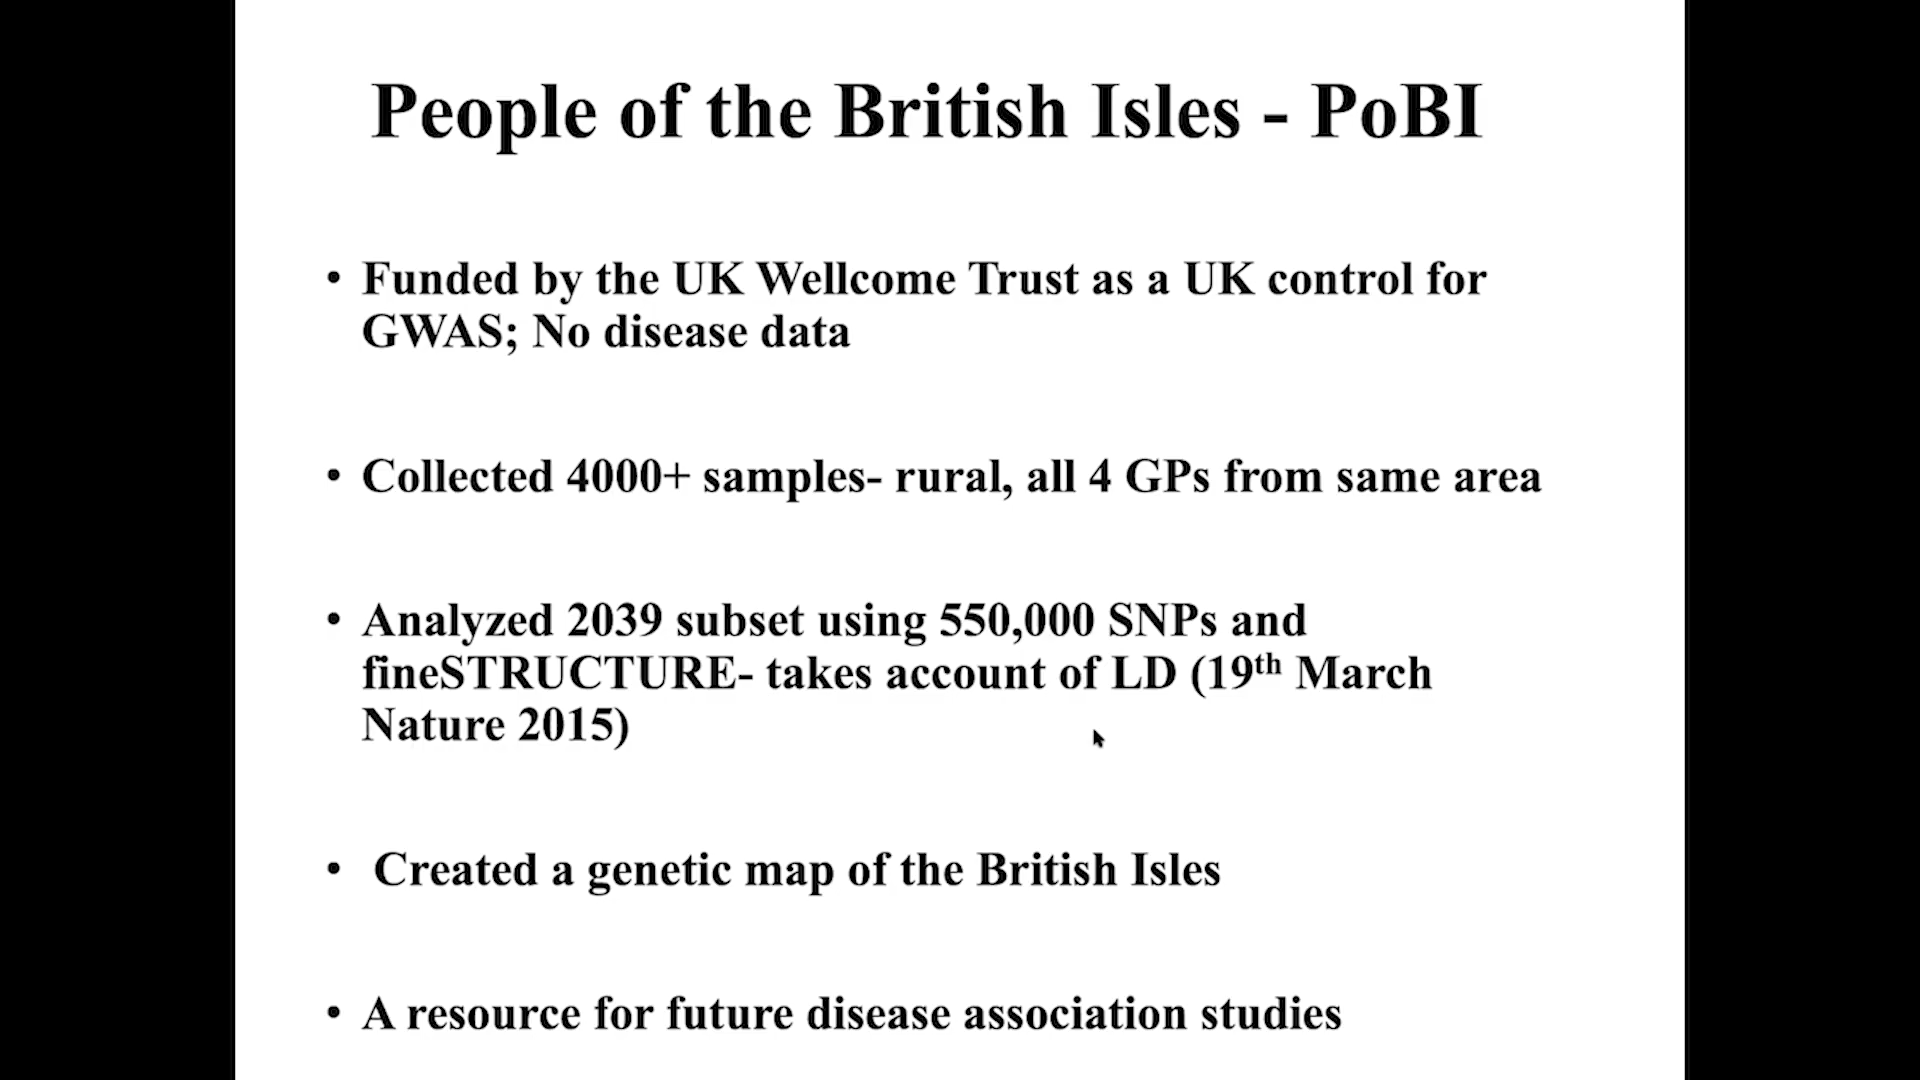 People of the British Isles - PoBI
• Funded by the UK Wellcome Trust as a UK control for
GWAS; No disease data
• Collected 4000+ samples- rural, all 4 GPs from same area
• Analyzed 2039 subset using 550,000 SNPs and
fineSTRUCTURE- takes account of LD (19th March
Nature 2015)
• Created a genetic map of the British Isles
• A resource for future disease association studies